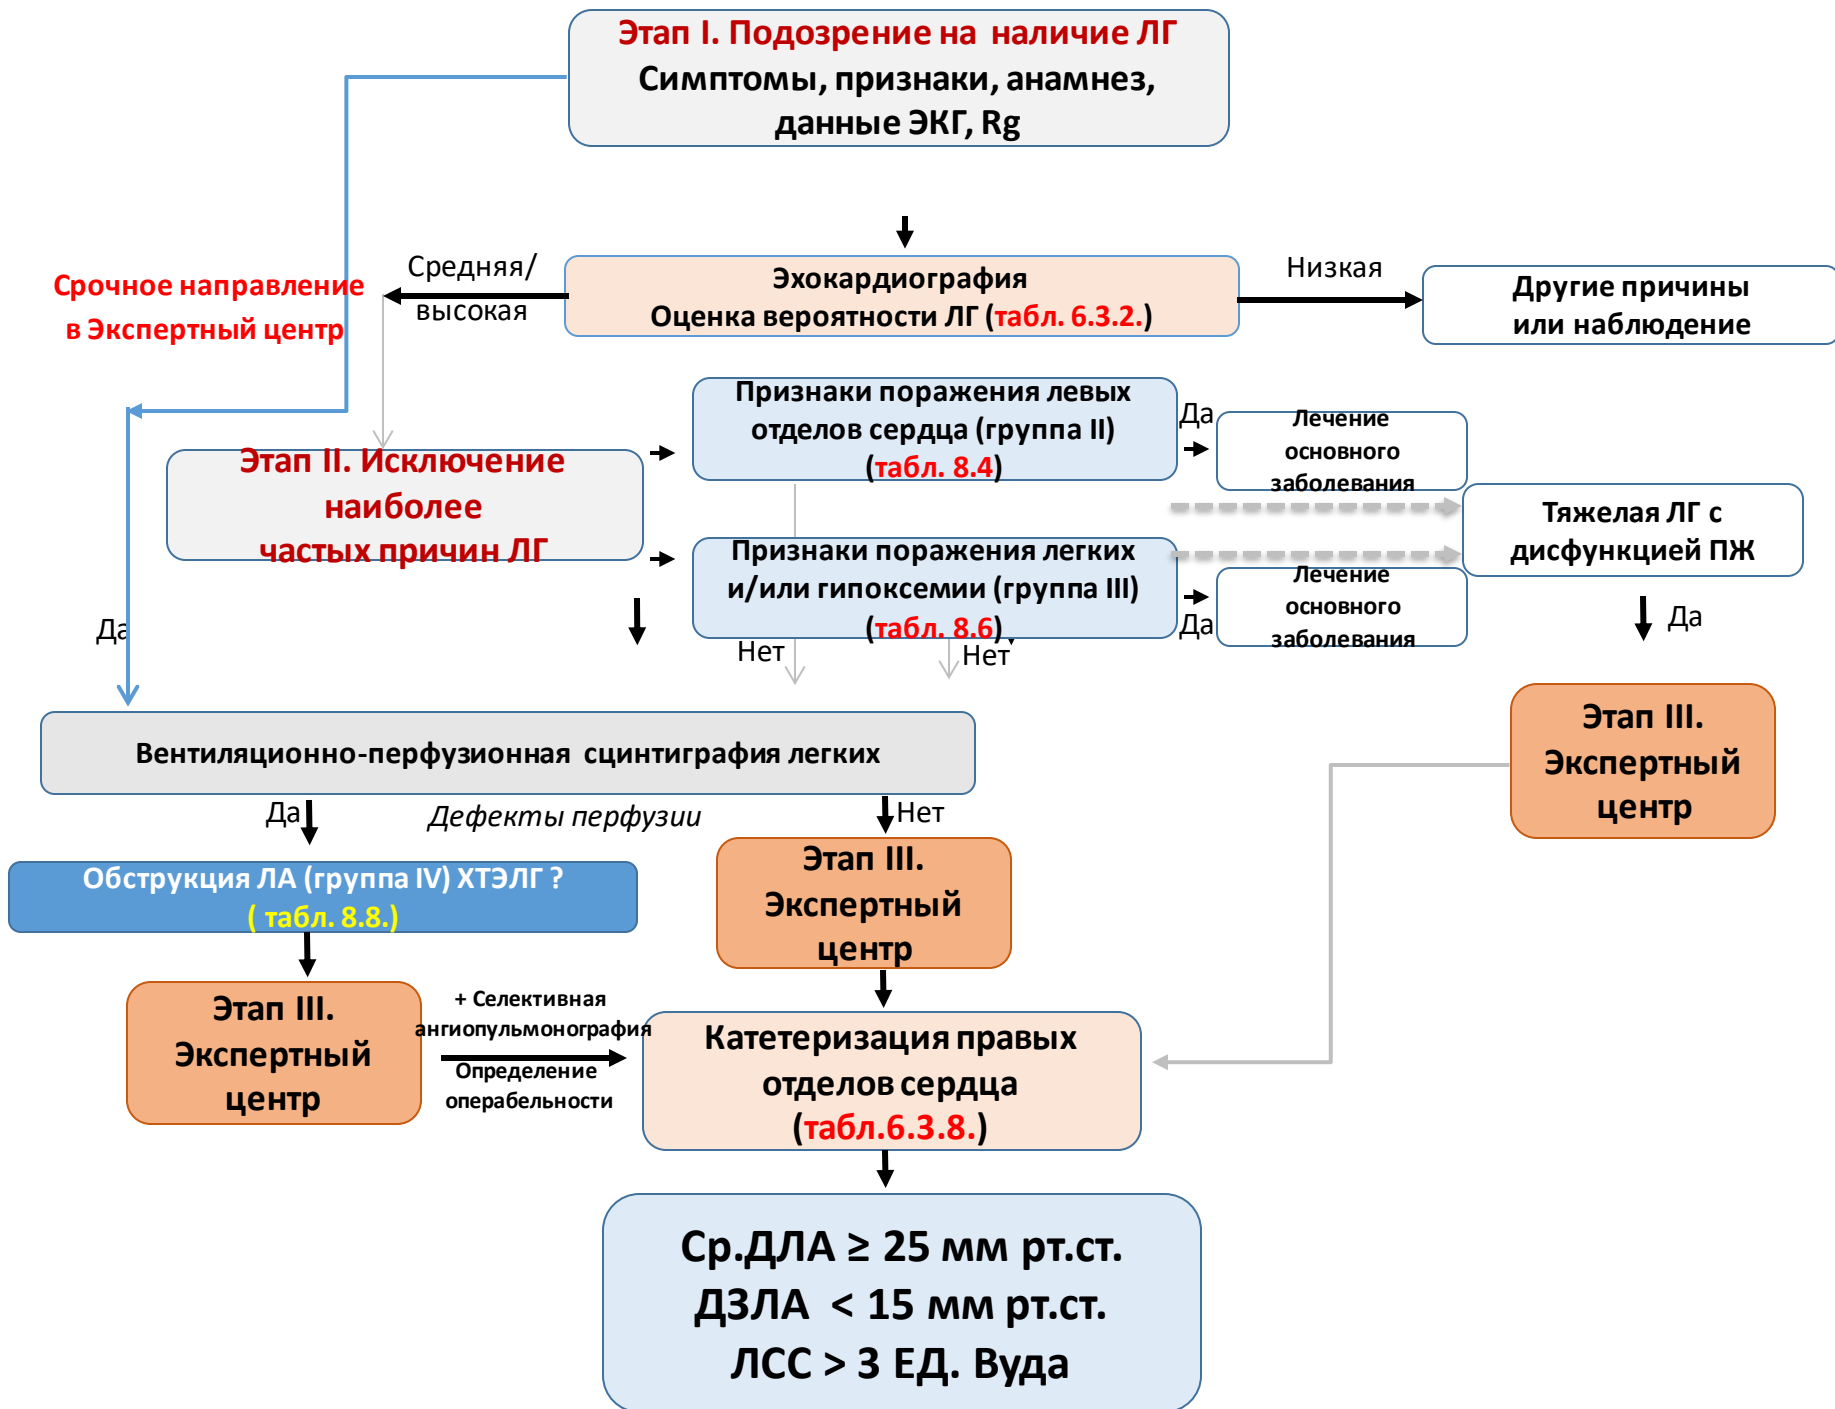 Этап I. Подозрение на наличие ЛГ
Симптомы, признаки, анамнез,
данные ЭКГ, Rg
Срочное направление
в Экспертный центр
Средняя/
высокая
Эхокардиография
Оценка вероятности ЛГ (табл. 6.3.2.)
Низкая
Другие причины
или наблюдение
Этап II. Исключение
наиболее
частых причин ЛГ
Признаки поражения левых
отделов сердца (группа II)
(табл. 8.4)
Да
Лечение
основного
заболевания
Признаки поражения легких
и/или гипоксемии (группа III)
(табл. 8.6)
Да
Лечение
основного
заболевания
Тяжелая ЛГ с
дисфункцией ПЖ
Да
Да
Нет
Нет
Этап III.
Экспертный
центр
Вентиляционно-перфузионная сцинтиграфия легких
Да
Дефекты перфузии
Нет
Обструкция ЛА (группа IV) ХТЭЛГ ?
( табл. 8.8.)
Этап III.
Экспертный
центр
Этап III.
Экспертный
центр
+ Селективная
ангиопульмонография
Определение
операбельности
Катетеризация правых
отделов сердца
(табл.6.3.8.)
Ср.ДЛА ≥ 25 мм рт.ст.
ДЗЛА < 15 мм рт.ст.
ЛСС > 3 ЕД. Вуда